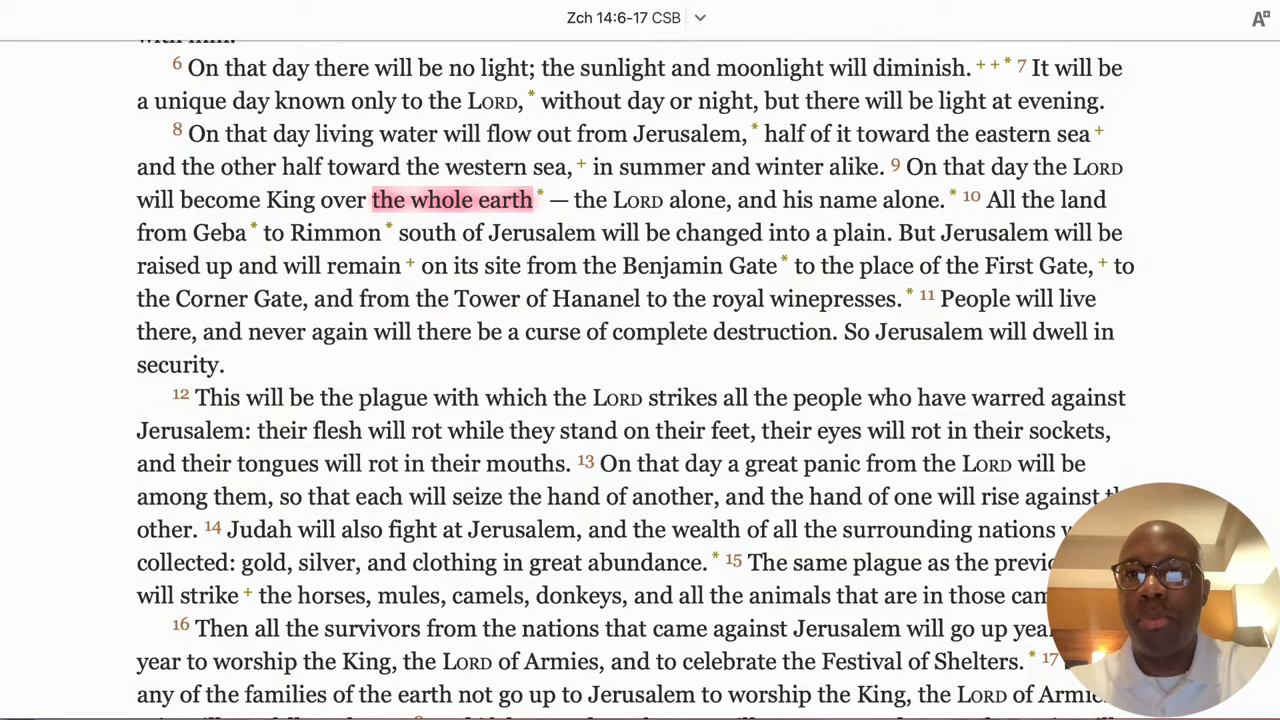 Zch 14:6-17 CSB
A
6 On that day there will be no light; the sunlight and moonlight will diminish. + + * 7 It will be
a unique day known only to the LORD, * without day or night, but there will be light at evening.
8 On that day living water will flow out from Jerusalem, * half of it toward the eastern sea +
and the other half toward the western sea, + in summer and winter alike. 9 On that day the LORD
will become King over the whole earth * — the LORD alone, and his name alone. * 10 All the land
from Geba * to Rimmon * south of Jerusalem will be changed into a plain. But Jerusalem will be
raised up and will remain + on its site from the Benjamin Gate * to the place of the First Gate, + to
the Corner Gate, and from the Tower of Hananel to the royal winepresses. * 11 People will live
there, and never again will there be a curse of complete destruction. So Jerusalem will dwell in
security.
12 This will be the plague with which the LORD strikes all the people who have warred against
Jerusalem: their flesh will rot while they stand on their feet, their eyes will rot in their sockets,
and their tongues will rot in their mouths. 13 On that day a great panic from the LORD will be
among them, so that each will seize the hand of another, and the hand of one will rise against
other. 14 Judah will also fight at Jerusalem, and the wealth of all the surrounding nations
collected: gold, silver, and clothing in great abundance. * 15 The same plague as the
will strike + the horses, mules, camels, donkeys, and all the animals that are in those
16 Then all the survivors from the nations that came against Jerusalem will go up
year to worship the King, the LORD of Armies, and to celebrate the Festival of Shelters. * 17
any of the families of the earth not go up to Jerusalem to worship the King, the LORD of